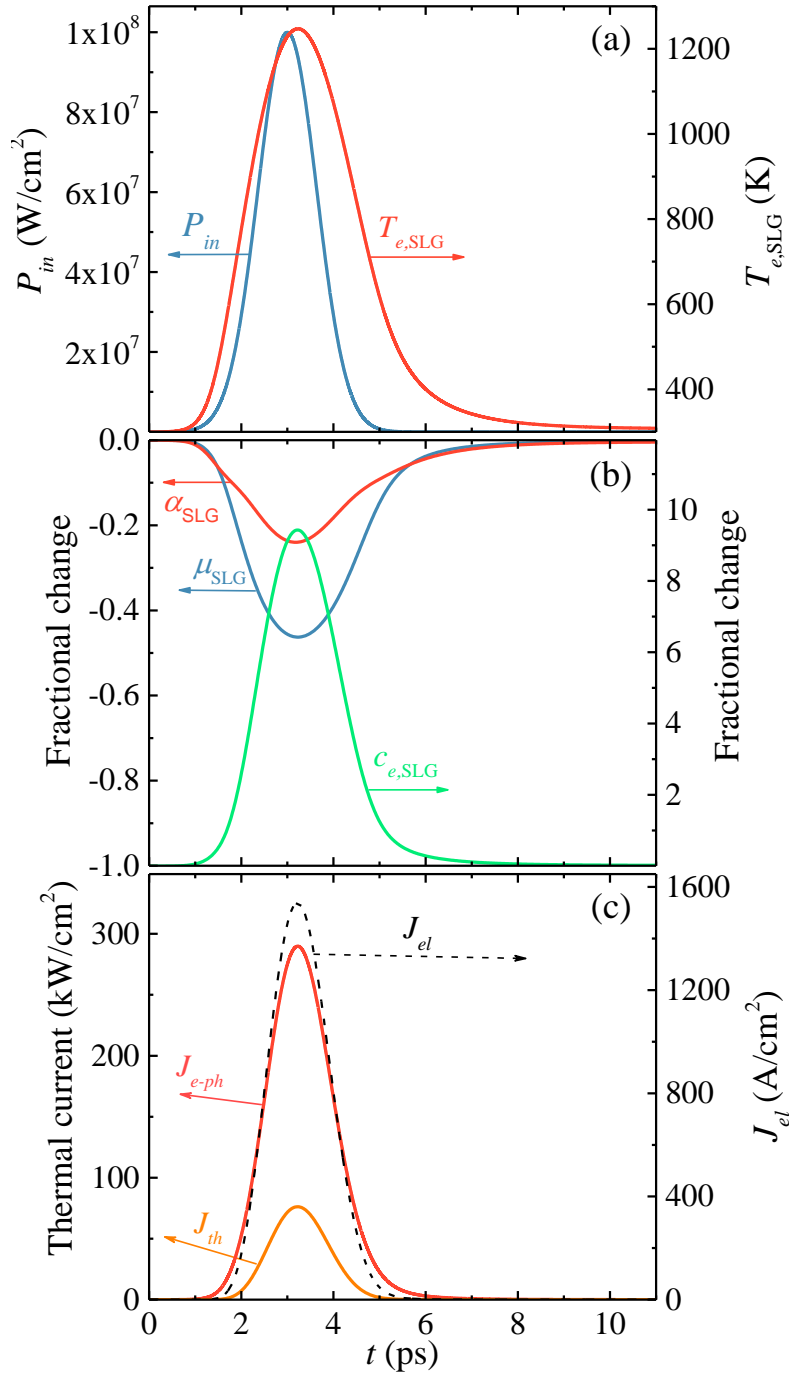 (a)
1x10⁸
8x10⁷
6x10⁷
4x10⁷
2x10⁷
0.0
P_in (W/cm²)
P_in
T_e,SLG
1200
1000
800
600
400
T_e,SLG (K)
(b)
0.0
-0.2
-0.4
-0.6
-0.8
-1.0
Fractional change
α_SLG
μ_SLG
c_e,SLG
10
8
6
4
2
Fractional change
(c)
300
200
100
0
Thermal current (kW/cm²)
J_el
J_e-ph
J_th
1600
1200
800
400
0
J_el (A/cm²)
0 2 4 6 8 10
t (ps)